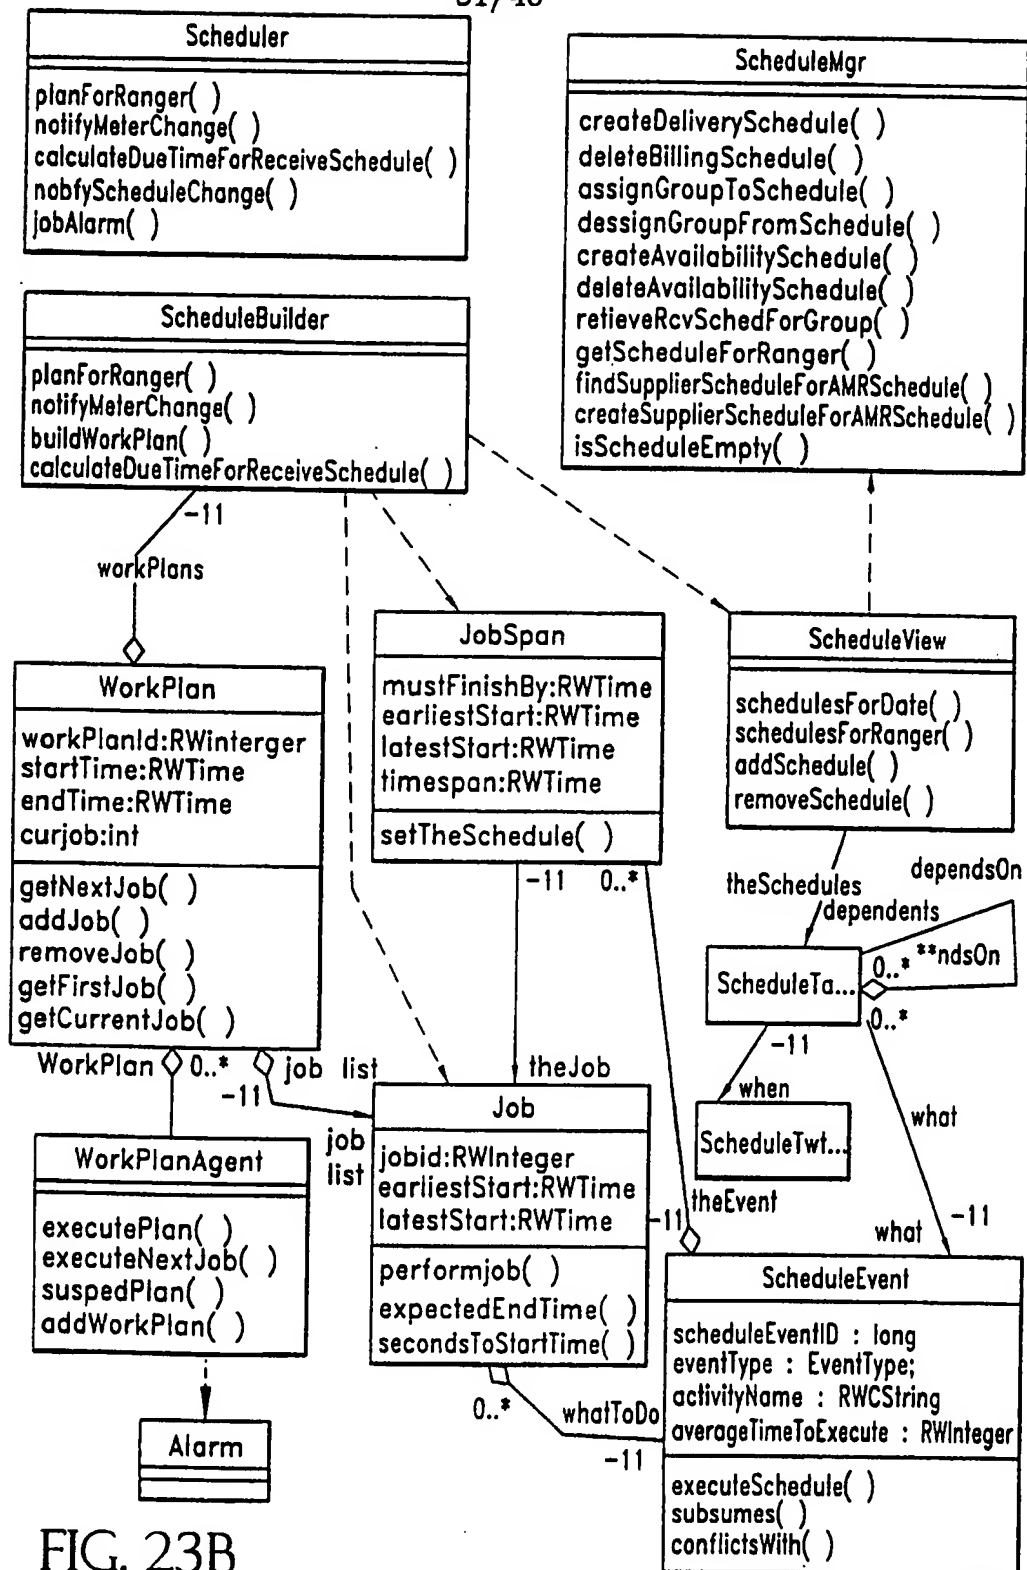 Scheduler
planForRanger( )
notifyMeterChange( )
calculateDueTimeForReceiveSchedule( )
nobfyScheduleChange( )
jobAlarm( )
ScheduleMgr
createDeliverySchedule( )
deleteBillingSchedule( )
assignGroupToSchedule( )
dessignGroupFromSchedule( )
createAvailabilitySchedule( )
deleteAvailabilitySchedule( )
retieveRcvSchedForGroup( )
getScheduleForRanger( )
findSupplierScheduleForAMRSchedule( )
createSupplierScheduleForAMRSchedule( )
isScheduleEmpty( )
ScheduleBuilder
planForRanger( )
notifyMeterChange( )
buildWorkPlan( )
calculateDueTimeForReceiveSchedule( )
-11
workPlans
WorkPlan
workPlanId:RWinterger
startTime:RWTime
endTime:RWTime
curjob:int
getNextJob( )
addJob( )
removeJob( )
getFirstJob( )
getCurrentJob( )
JobSpan
mustFinishBy:RWTime
earliestStart:RWTime
latestStart:RWTime
timespan:RWTime
setTheSchedule( )
ScheduleView
schedulesForDate( )
schedulesForRanger( )
addSchedule( )
removeSchedule( )
-11 0..*
theSchedules
dependsOn
dependents
0..* **ndsOn
ScheduleTa...
0..*
-11
when
ScheduleTwf...
what
WorkPlan 0..* job list
-11
theJob
job
list
Job
jobid:RWInteger
earliestStart:RWTime
latestStart:RWTime
performjob( )
expectedEndTime( )
secondsToStartTime( )
WorkPlanAgent
executePlan( )
executeNextJob( )
suspedPlan( )
addWorkPlan( )
Alarm
theEvent
-11
-11
what
ScheduleEvent
scheduleEventID : long
eventType : EventType;
activityName : RWCString
averageTimeToExecute : RWInteger
executeSchedule( )
subsumes( )
conflictsWith( )
0..* whatToDo
-11
FIG. 23B